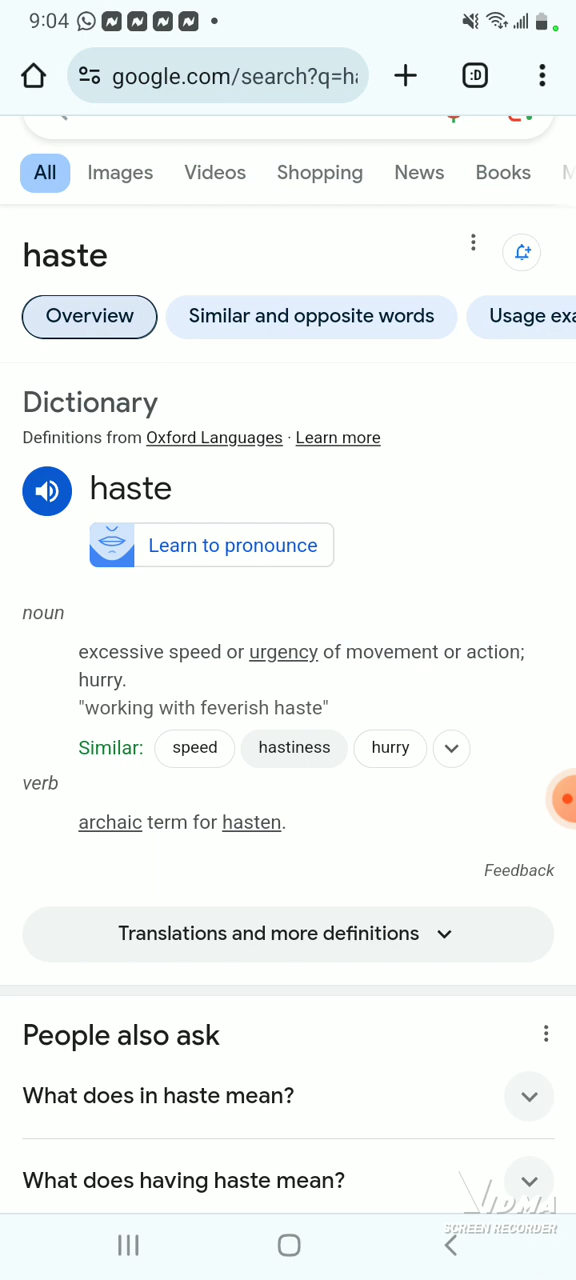 9:04
google.com/search?q=ha
:D
All Images Videos Shopping News Books
haste
Overview Similar and opposite words Usage exa
Dictionary
Definitions from Oxford Languages · Learn more
haste
Learn to pronounce
noun
excessive speed or urgency of movement or action;
hurry.
"working with feverish haste"
Similar: speed hastiness hurry
verb
archaic term for hasten.
Feedback
Translations and more definitions
People also ask
What does in haste mean?
What does having haste mean?
VIDMA
SCREEN RECORDER